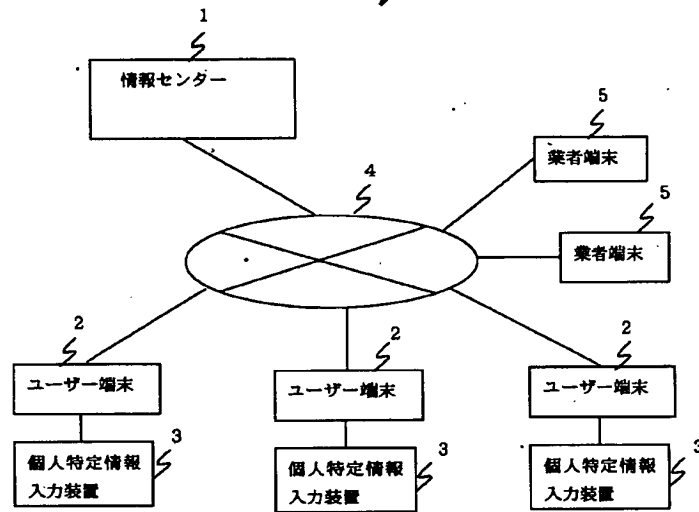 1
情報センター
5
業者端末
4
5
業者端末
2
ユーザー端末
2
ユーザー端末
2
ユーザー端末
3
個人特定情報
入力装置
3
個人特定情報
入力装置
3
個人特定情報
入力装置